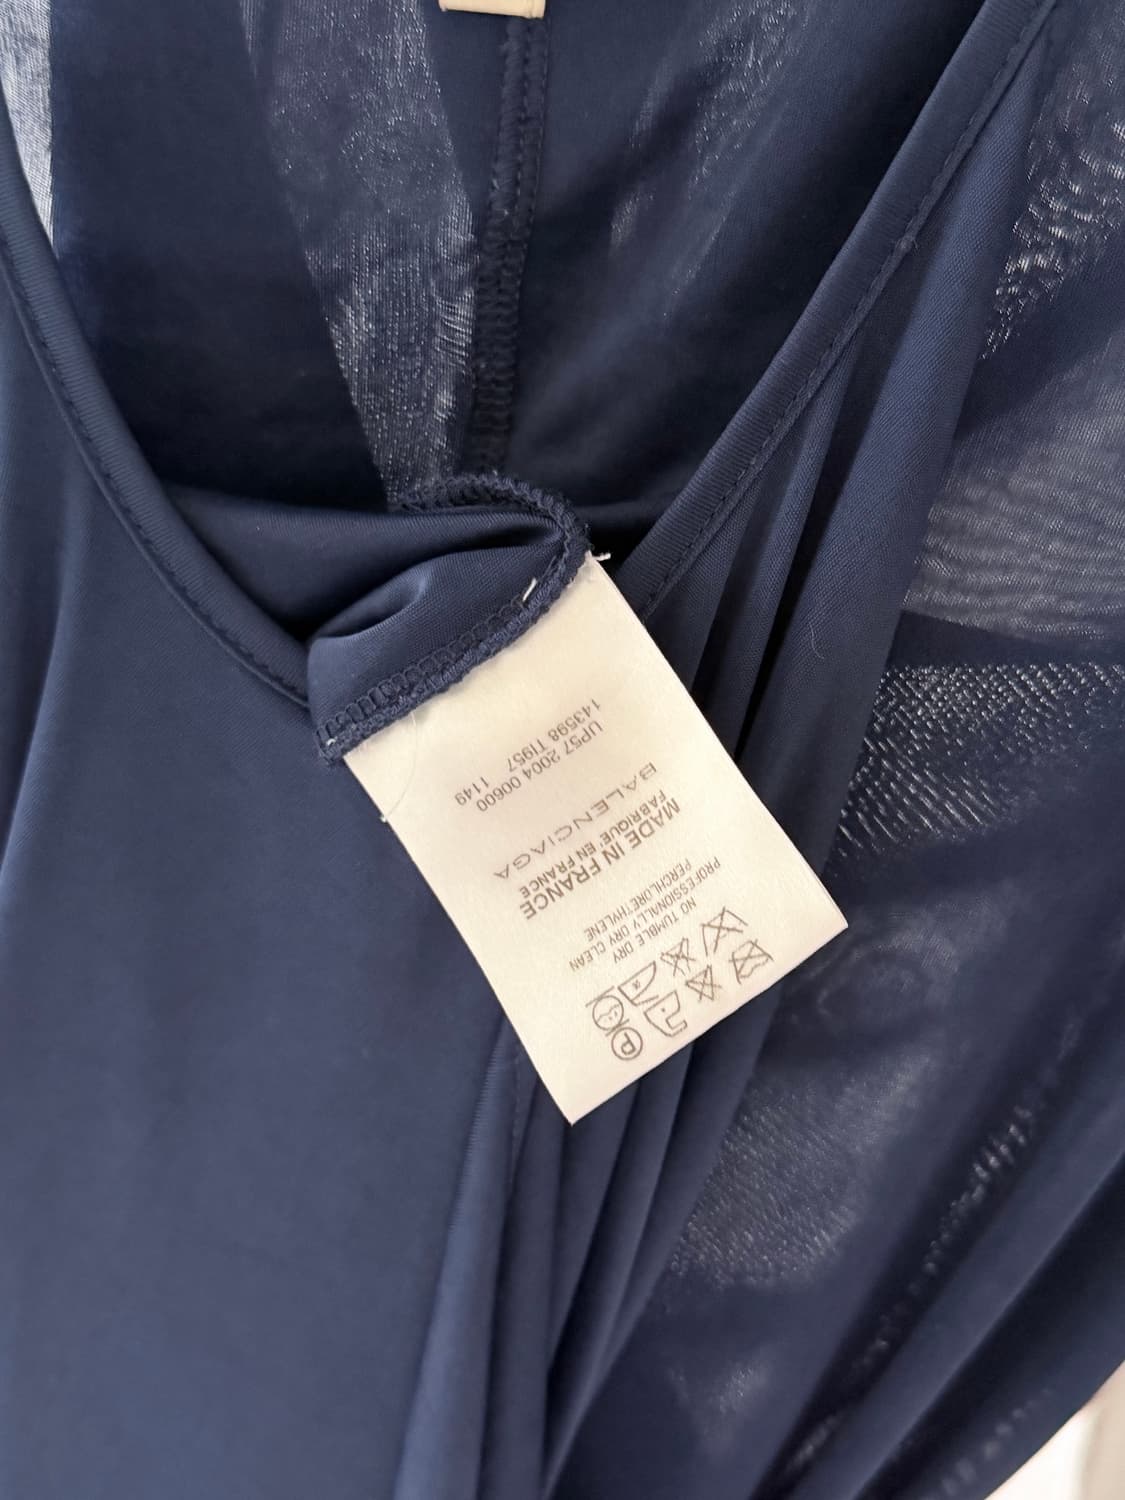 143598 TI957 1149
UP57 2004 00600
BALENCIAGA
MADE IN FRANCE
FABRIQUE' EN FRANCE
PROFESSIONALLY DRY CLEAN
PERCHLORETHYLENE
NO TUMBLE DRY
P